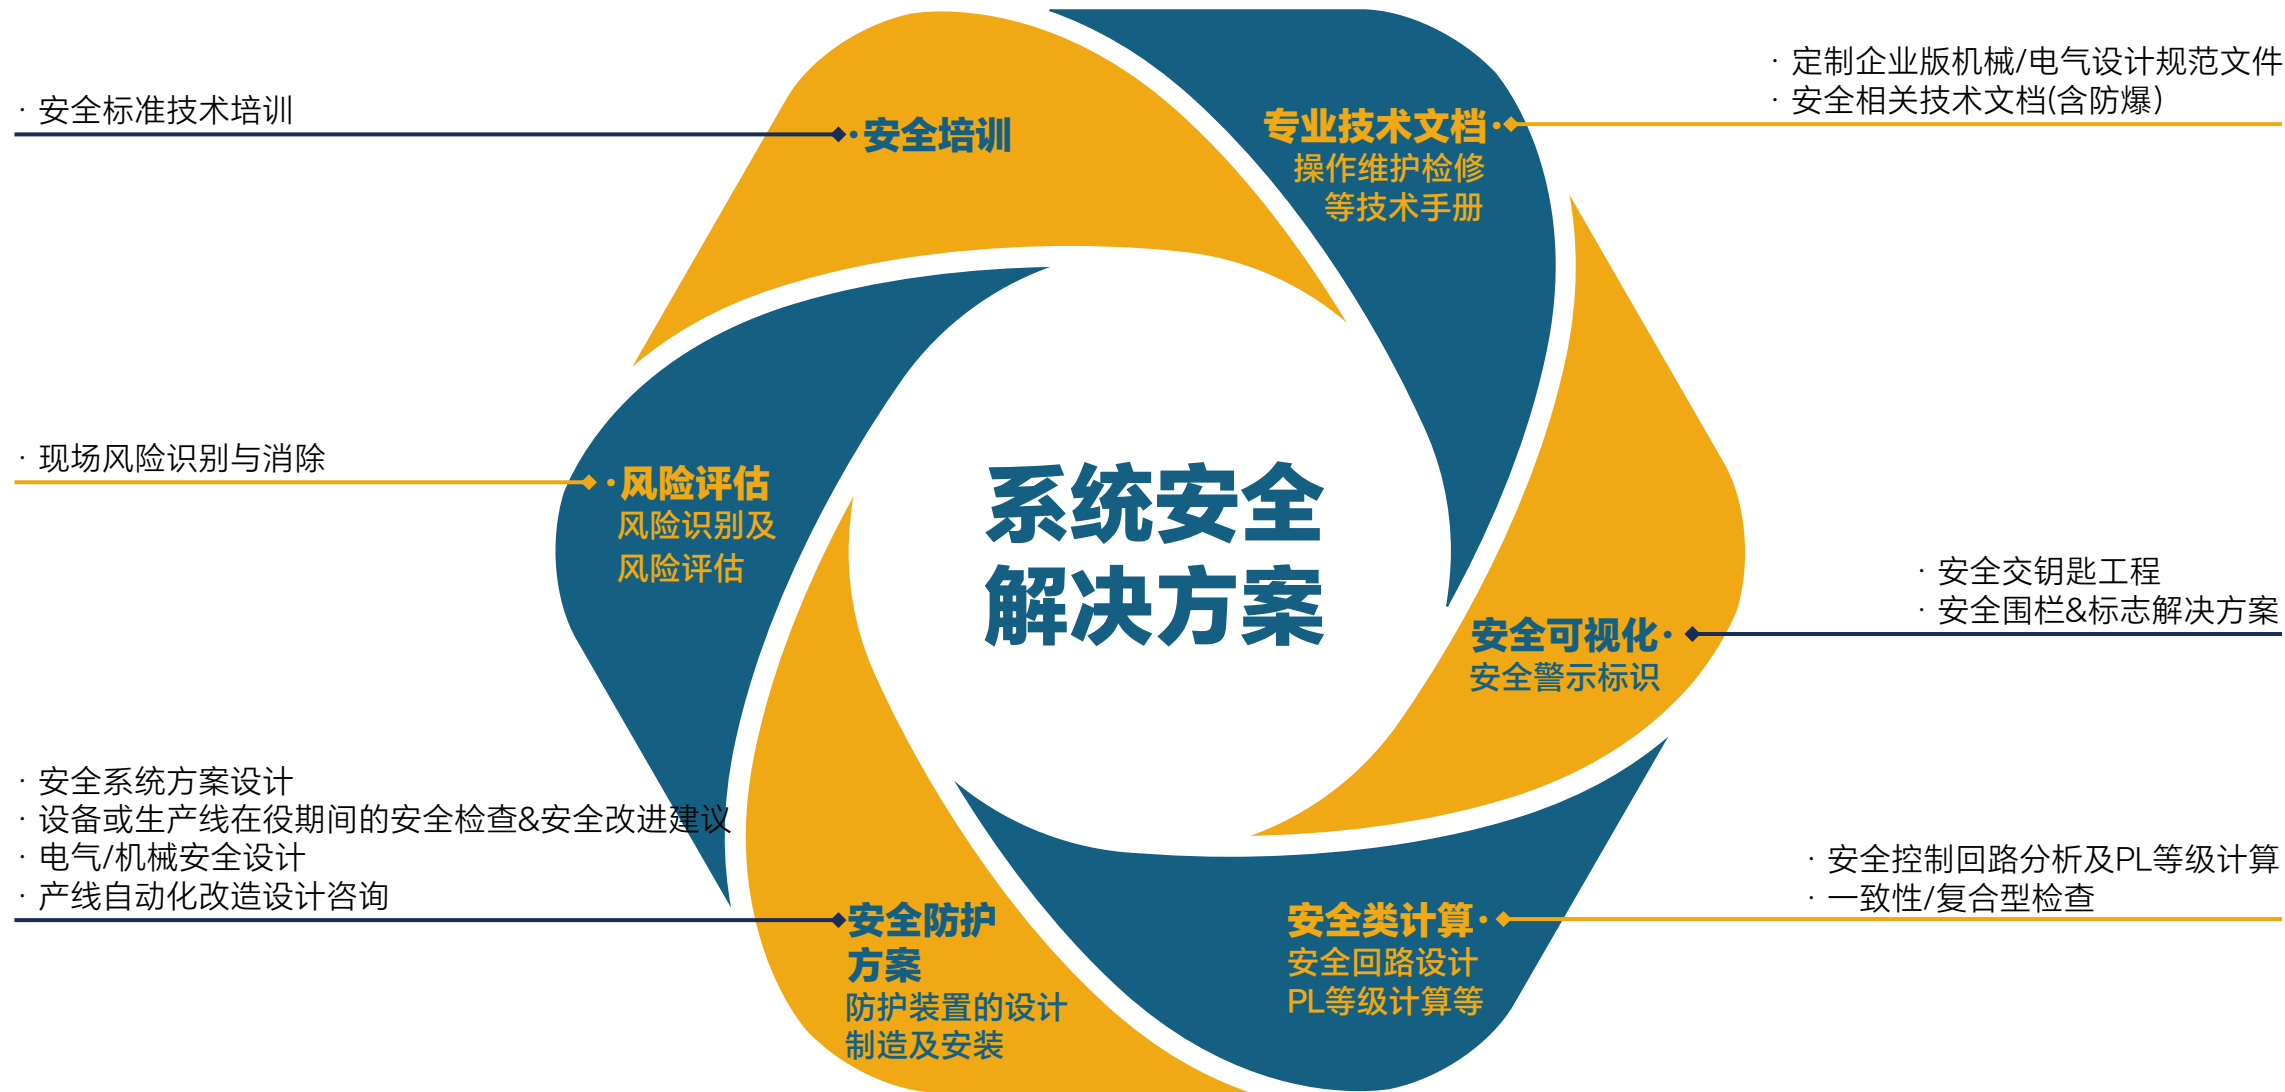 · 安全标准技术培训
· 安全培训
专业技术文档 ·
操作维护检修
等技术手册
· 定制企业版机械/电气设计规范文件
· 安全相关技术文档(含防爆)
· 现场风险识别与消除
· 风险评估
风险识别及
风险评估
系统安全
解决方案
安全可视化 ·
安全警示标识
· 安全交钥匙工程
· 安全围栏&标志解决方案
· 安全系统方案设计
· 设备或生产线在役期间的安全检查&安全改进建议
· 电气/机械安全设计
· 产线自动化改造设计咨询
安全防护
方案
防护装置的设计
制造及安装
安全类计算 ·
安全回路设计
PL等级计算等
· 安全控制回路分析及PL等级计算
· 一致性/复合型检查